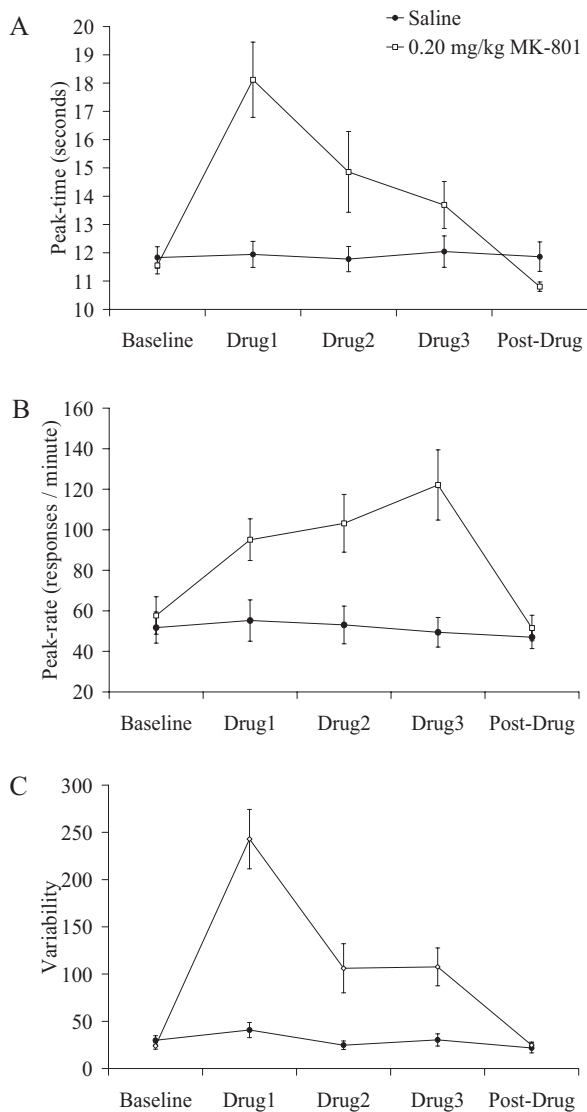 A
Saline
0.20 mg/kg MK-801
Peak-time (seconds)
20
19
18
17
16
15
14
13
12
11
10
Baseline Drug1 Drug2 Drug3 Post-Drug
B
Peak-rate (responses / minute)
160
140
120
100
80
60
40
20
Baseline Drug1 Drug2 Drug3 Post-Drug
C
Variability
300
250
200
150
100
50
0
Baseline Drug1 Drug2 Drug3 Post-Drug